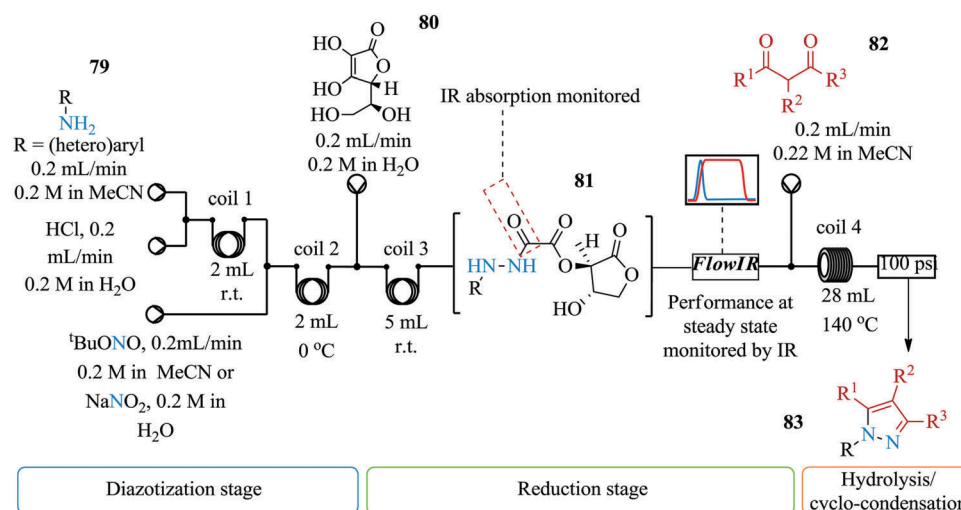 79
R
NH2
R = (hetero)aryl
0.2 mL/min
0.2 M in MeCN
HCl, 0.2
mL/min
0.2 M in H2O
tBuONO, 0.2mL/min
0.2 M in MeCN or
NaNO2, 0.2 M in
H2O
coil 1
2 mL
r.t.
coil 2
2 mL
0 oC
80
HO
O
O
HO
H
HO
OH
0.2 mL/min
0.2 M in H2O
coil 3
5 mL
r.t.
IR absorption monitored
81
O
O
H
O
HN-NH
O
O
R
HO
FlowIR
Performance at
steady state
monitored by IR
82
O
O
R1
R3
R2
0.2 mL/min
0.22 M in MeCN
coil 4
28 mL
140 oC
100 psi
83
R1
R2
R3
N
N
R
Diazotization stage
Reduction stage
Hydrolysis/
cyclo-condensation